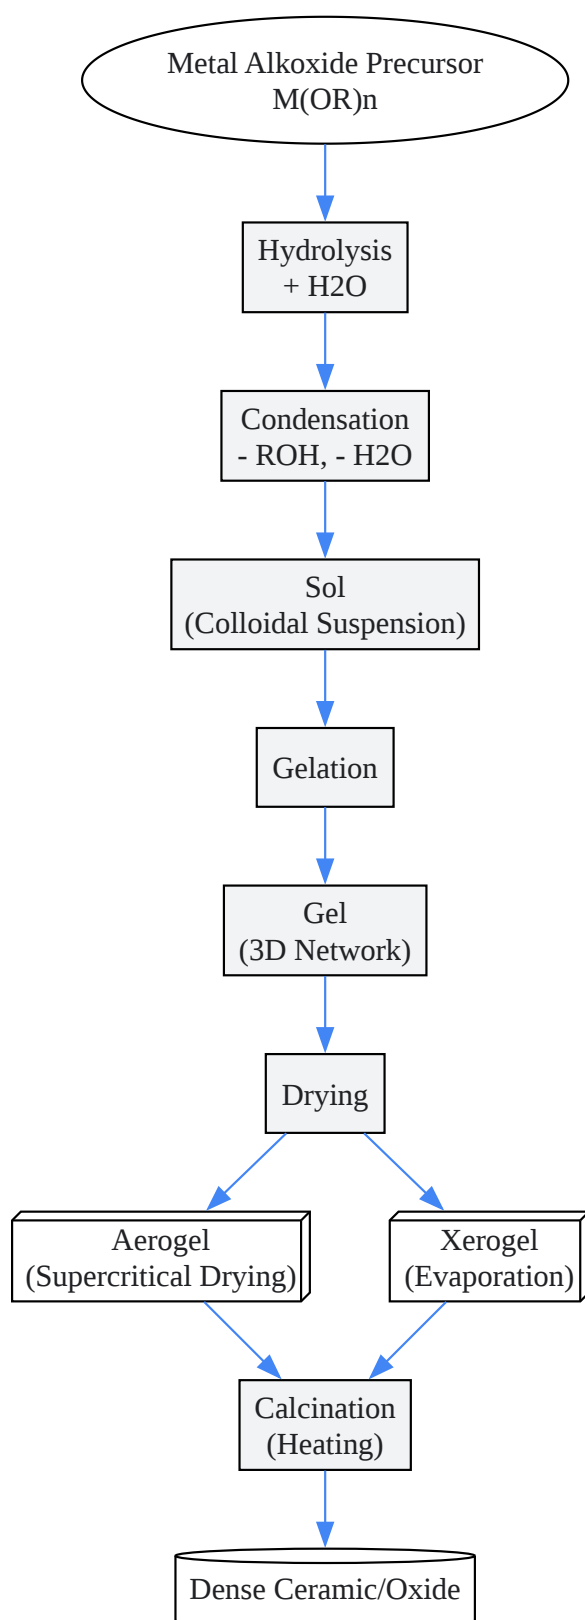 Metal Alkoxide Precursor
M(OR)n
Hydrolysis
+ H2O
Condensation
- ROH, - H2O
Sol
(Colloidal Suspension)
Gelation
Gel
(3D Network)
Drying
Aerogel
(Supercritical Drying)
Xerogel
(Evaporation)
Calcination
(Heating)
Dense Ceramic/Oxide